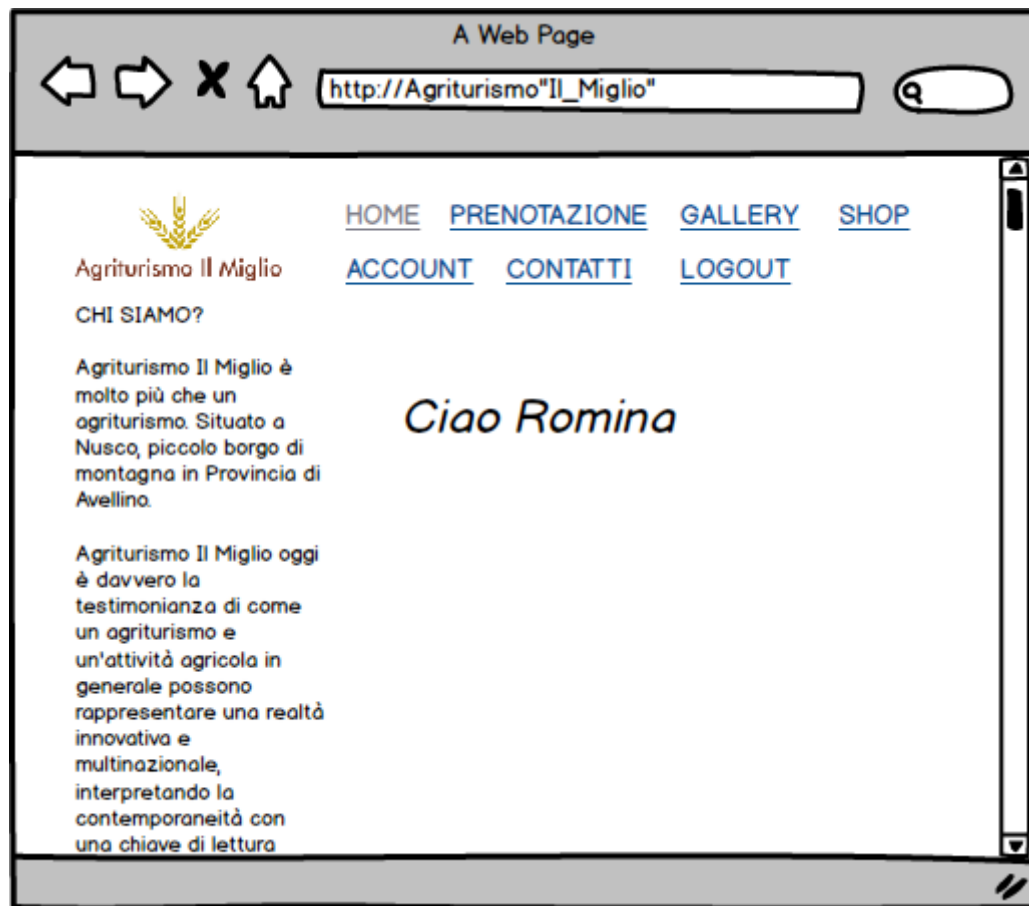 A Web Page
http://Agriturismo"Il_Miglio"
HOME PRENOTAZIONE GALLERY SHOP
Agriturismo Il Miglio
ACCOUNT CONTATTI LOGOUT
CHI SIAMO?
Agriturismo Il Miglio è
molto più che un
agriturismo. Situato a
Nusco, piccolo borgo di
montagna in Provincia di
Avellino.
Agriturismo Il Miglio oggi
è davvero la
testimonianza di come
un agriturismo e
un'attività agricola in
generale possono
rappresentare una realtà
innovativa e
multinazionale,
interpretando la
contemporaneità con
una chiave di lettura
Ciao Romina